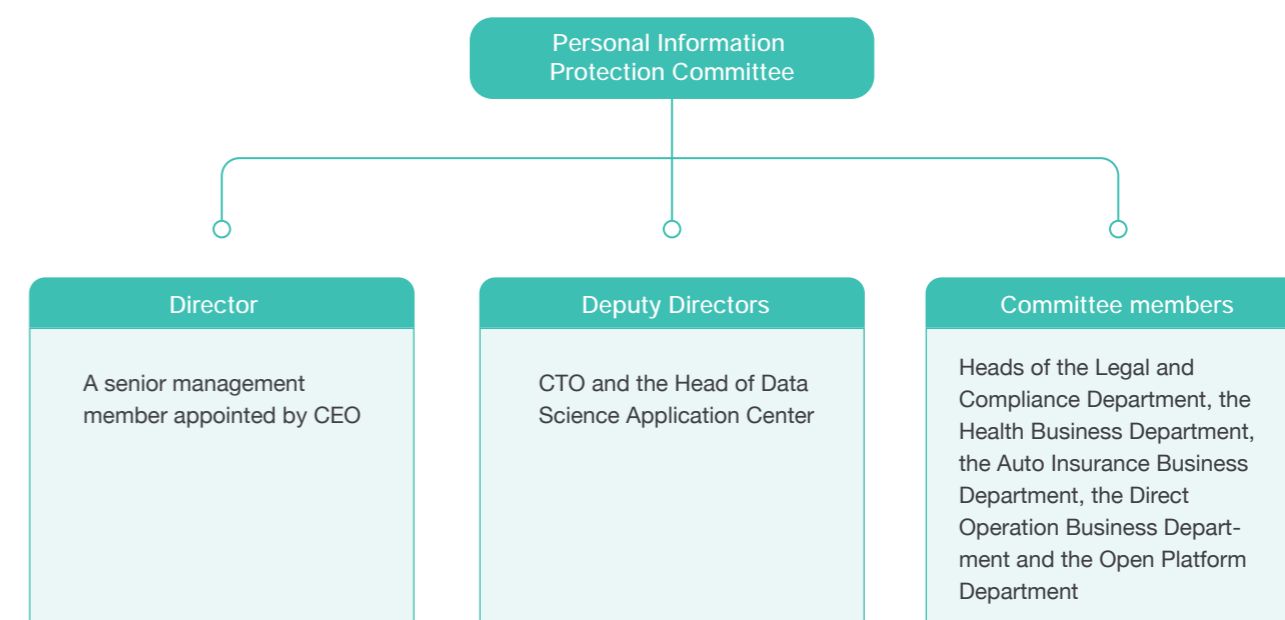 Personal Information
Protection Committee
Director
A senior management
member appointed by CEO
Deputy Directors
CTO and the Head of Data
Science Application Center
Committee members
Heads of the Legal and
Compliance Department, the
Health Business Department,
the Auto Insurance Business
Department, the Direct
Operation Business Depart-
ment and the Open Platform
Department